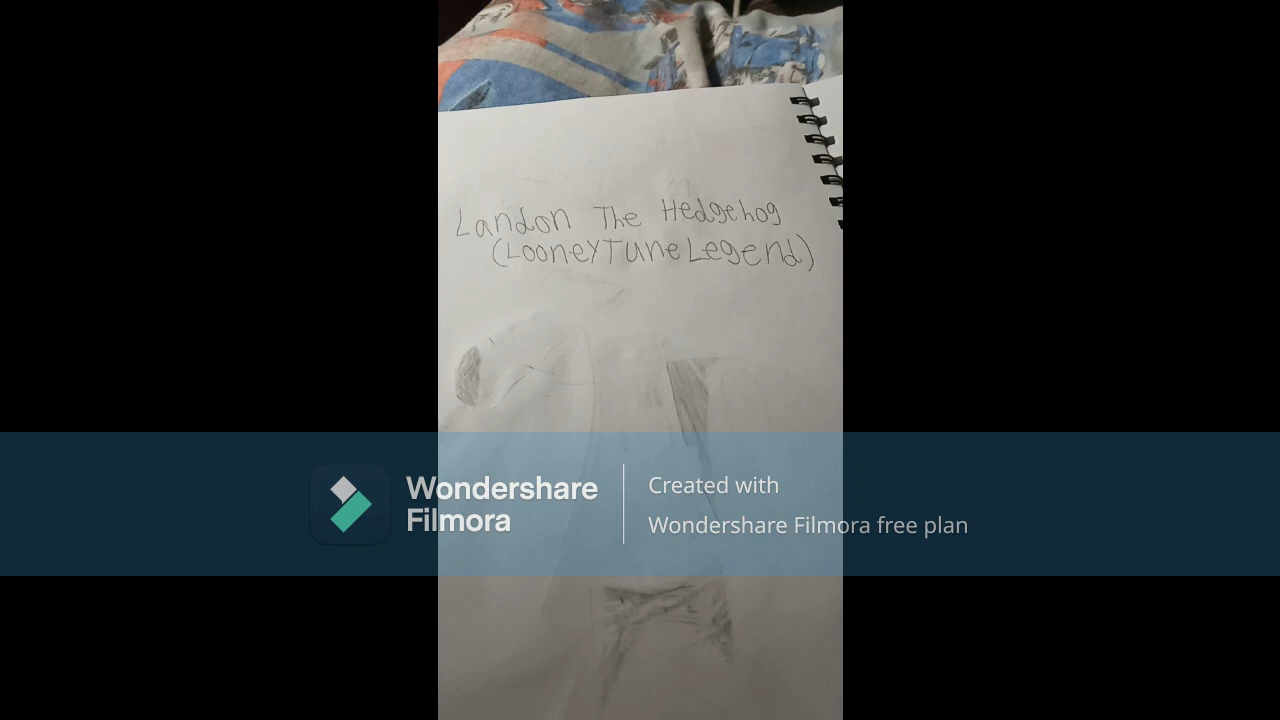 Landon The Hedgehog
(LooneyTuneLegend)
Wondershare
Filmora
Created with
Wondershare Filmora free plan